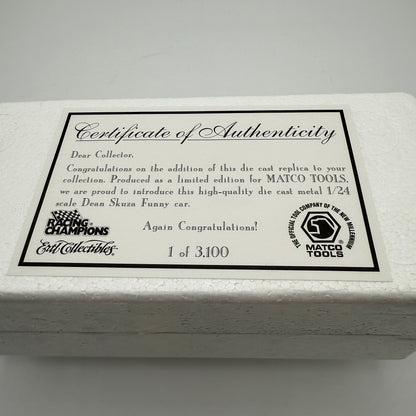 Certificate of Authenticity
Dear Collector,
Congratulations on the addition of this die cast replica to your
collection. Produced as a limited edition for MATCO TOOLS,
we are proud to introduce this high-quality die cast metal 1/24
scale Dean Skuza Funny car.
Again Congratulations!
1 of 3,100
RACING
CHAMPIONS
Ertl Collectibles
THE OFFICIAL TOOL COMPANY OF THE NEW MILLENNIUM
5
MATCO
TOOLS